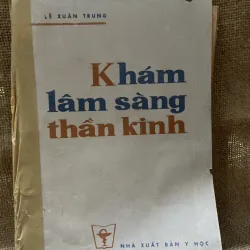 LÊ XUÂN TRUNG
Khám
lâm sàng
thần kinh
NHÀ XUẤT BẢN Y HỌC